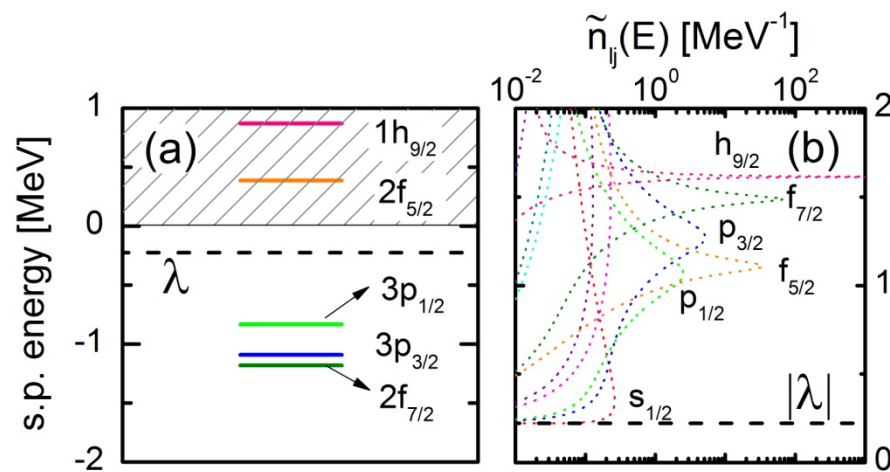 ñ_lj(E) [MeV⁻¹]
10⁻² 10⁰ 10²
s.p. energy [MeV]
1
0
-1
-2
(a)
1h₉/₂
2f₅/₂
λ
3p₁/₂
3p₃/₂
2f₇/₂
(b)
h₉/₂
f₇/₂
p₃/₂
f₅/₂
p₁/₂
s₁/₂
|λ|
2
1
0